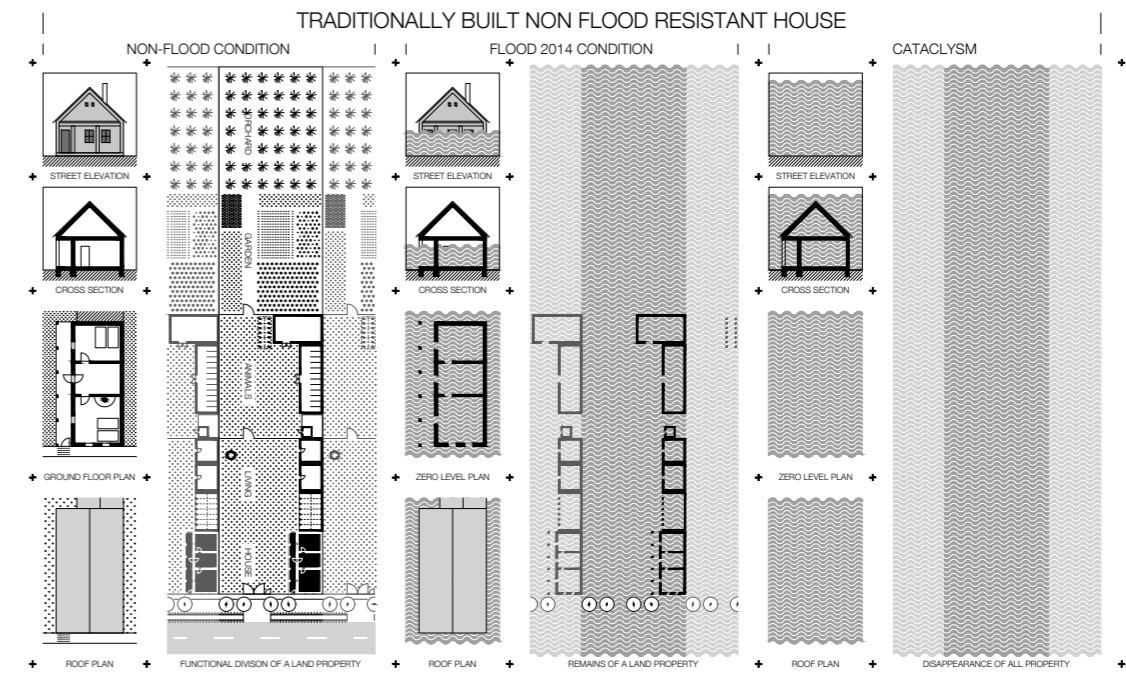 TRADITIONALLY BUILT NON FLOOD RESISTANT HOUSE
NON-FLOOD CONDITION
FLOOD 2014 CONDITION
CATACLYSM
STREET ELEVATION
CROSS SECTION
GROUND FLOOR PLAN
ROOF PLAN
ORCHARD
GARDEN
ANIMALS
LIVING
HOUSE
FUNCTIONAL DIVISON OF A LAND PROPERTY
STREET ELEVATION
CROSS SECTION
ZERO LEVEL PLAN
ROOF PLAN
REMAINS OF A LAND PROPERTY
STREET ELEVATION
CROSS SECTION
ZERO LEVEL PLAN
ROOF PLAN
DISAPPEARANCE OF ALL PROPERTY